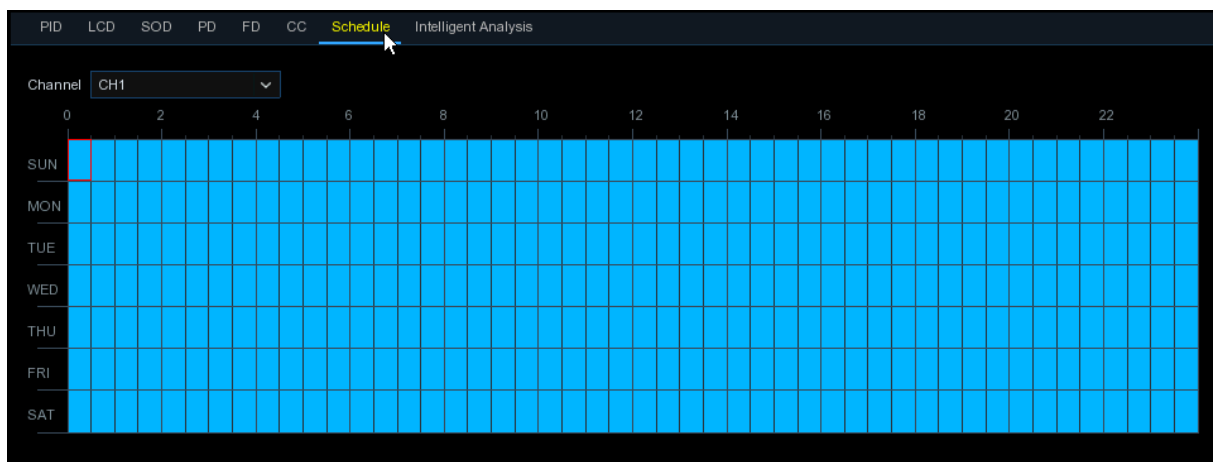 PID LCD SOD PD FD CC Schedule Intelligent Analysis
Channel CH1
0 2 4 6 8 10 12 14 16 18 20 22
SUN
MON
TUE
WED
THU
FRI
SAT